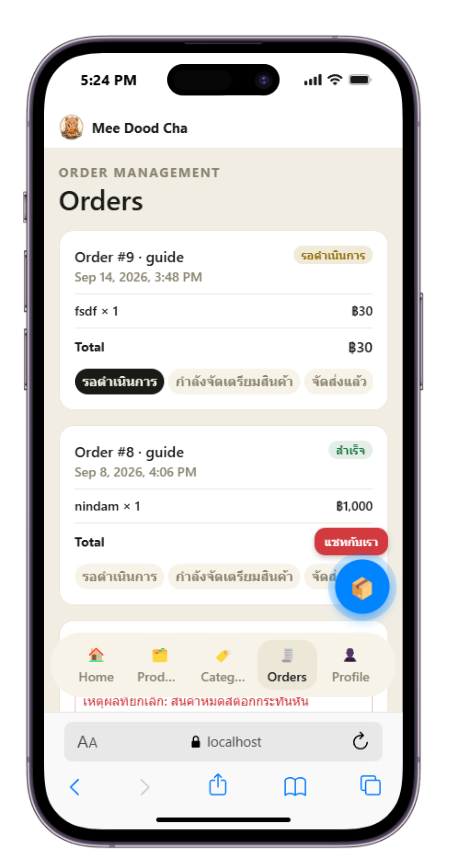 5:24 PM
Mee Dood Cha
ORDER MANAGEMENT
Orders
Order #9 · guide
รอดำเนินการ
Sep 14, 2026, 3:48 PM
fsdf × 1
฿30
Total
฿30
รอดำเนินการ กำลังจัดเตรียมสินค้า จัดส่งแล้ว
Order #8 · guide
สำเร็จ
Sep 8, 2026, 4:06 PM
nindam × 1
฿1,000
Total
แชทกับเรา
รอดำเนินการ กำลังจัดเตรียมสินค้า
Home Prod... Categ... Orders Profile
เหตุผลที่ยกเลิก: สินค้าหมดสต๊อกกระทันหัน
AA
localhost